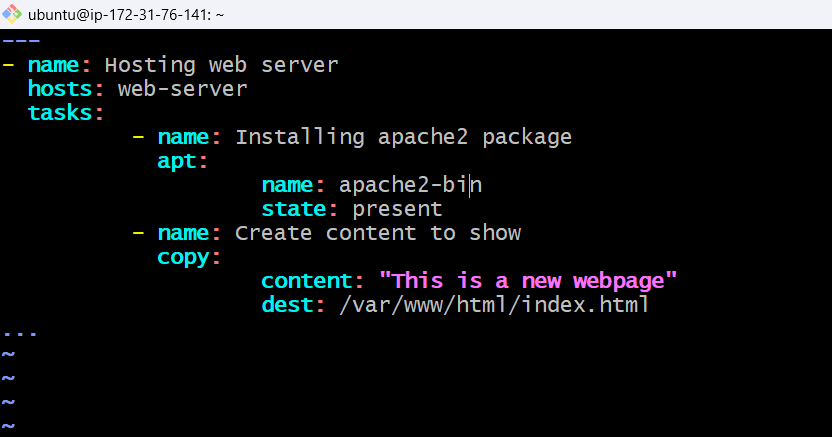 ubuntu@ip-172-31-76-141: ~
---
- name: Hosting web server
  hosts: web-server
  tasks:
          - name: Installing apache2 package
            apt:
                    name: apache2-bin
                    state: present
          - name: Create content to show
            copy:
                    content: "This is a new webpage"
                    dest: /var/www/html/index.html
...
~
~
~
~